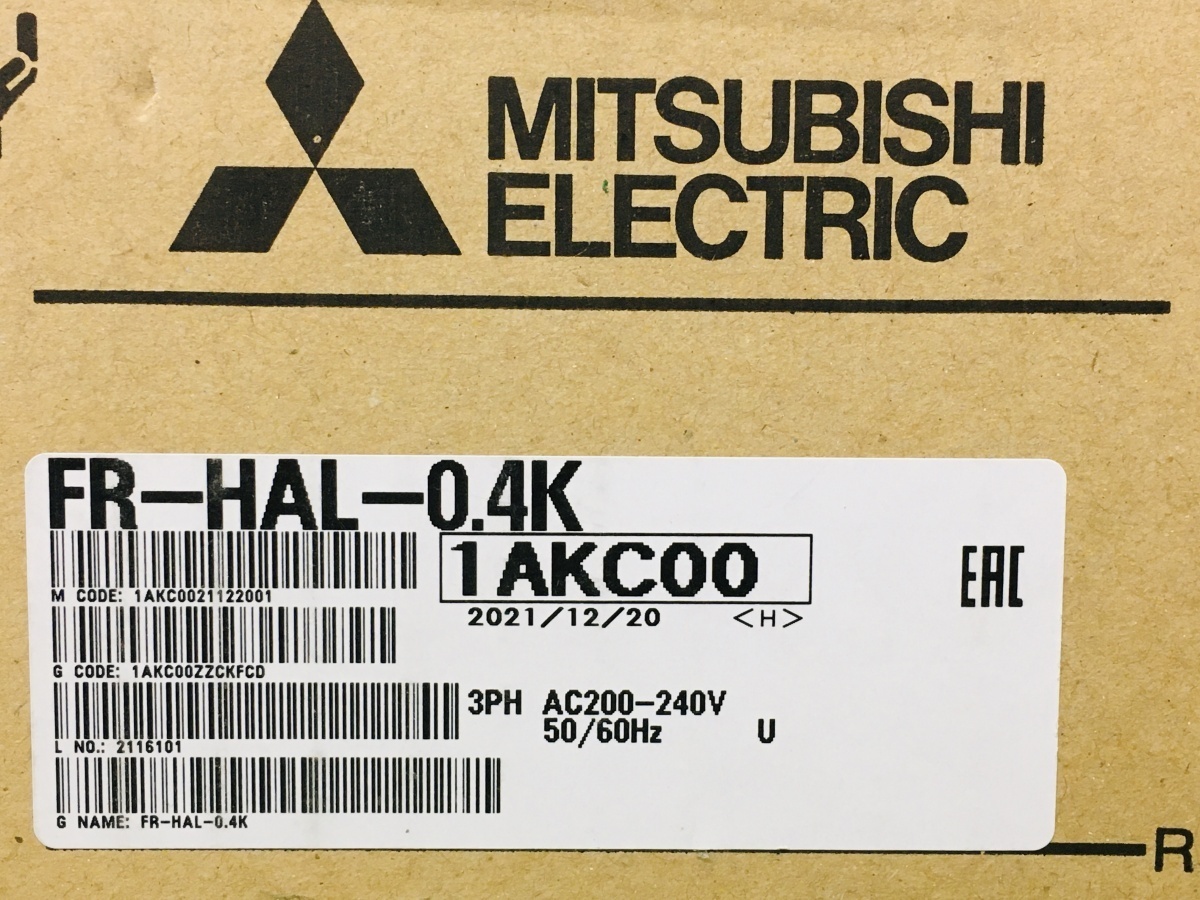 MITSUBISHI
ELECTRIC
FR-HAL-0.4K
1AKC00
M CODE: 1AKC0021122001
2021/12/20 <H>
EAC
G CODE: 1AKC00ZZCKFCD
3PH AC200-240V
50/60Hz U
L NO.: 2116101
G NAME: FR-HAL-0.4K
R